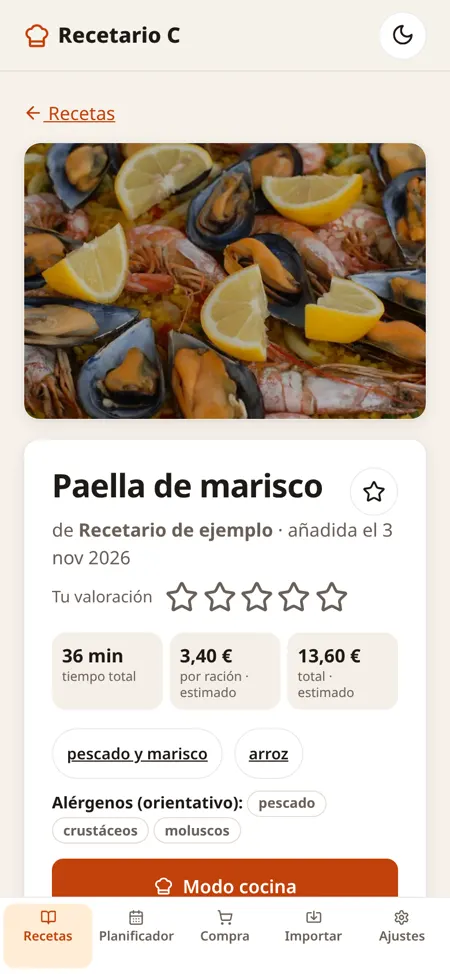 Recetario C
← Recetas
Paella de marisco
de Recetario de ejemplo · añadida el 3
nov 2026
Tu valoración
36 min
tiempo total
3,40 €
por ración ·
estimado
13,60 €
total ·
estimado
pescado y marisco
arroz
Alérgenos (orientativo): pescado
crustáceos moluscos
Modo cocina
Recetas
Planificador
Compra
Importar
Ajustes